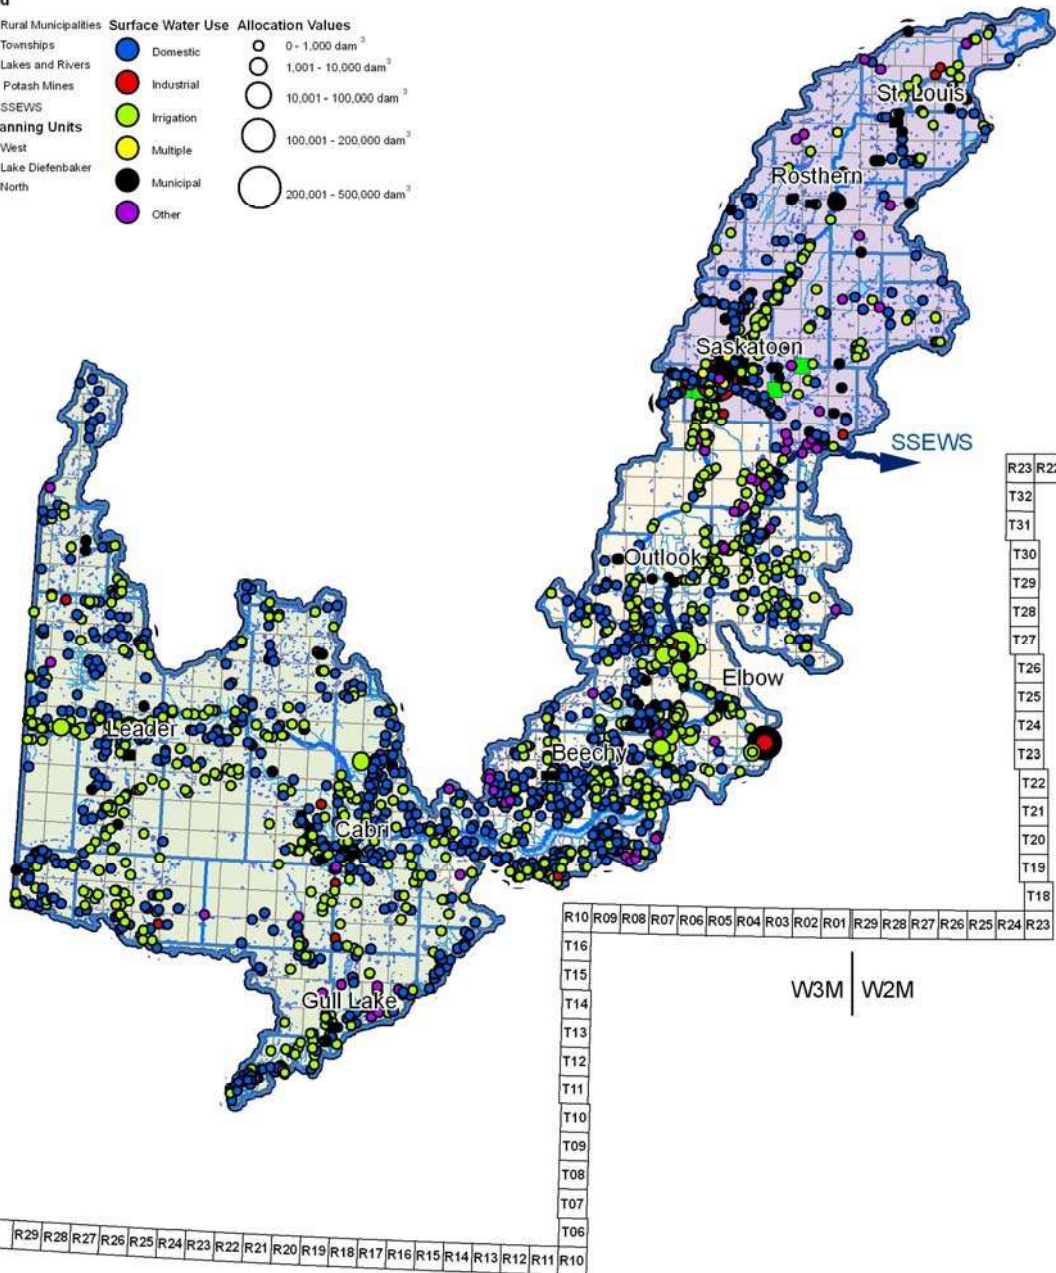 d
Rural Municipalities
Townships
Lakes and Rivers
Potash Mines
SSEWS
anning Units
West
Lake Diefenbaker
North
Surface Water Use
Domestic
Industrial
Irrigation
Multiple
Municipal
Other
Allocation Values
0 - 1,000 dam³
1,001 - 10,000 dam³
10,001 - 100,000 dam³
100,001 - 200,000 dam³
200,001 - 500,000 dam³
St. Louis
Rosthern
Saskatoon
SSEWS
Outlook
Elbow
Leader
Beechy
Cabri
Gull Lake
R23 R22
T32
T31
T30
T29
T28
T27
T26
T25
T24
T23
T22
T21
T20
T19
T18
R10 R09 R08 R07 R06 R05 R04 R03 R02 R01 R29 R28 R27 R26 R25 R24 R23
T16
T15
T14
T13
T12
T11
T10
T09
T08
T07
T06
W3M W2M
R29 R28 R27 R26 R25 R24 R23 R22 R21 R20 R19 R18 R17 R16 R15 R14 R13 R12 R11 R10